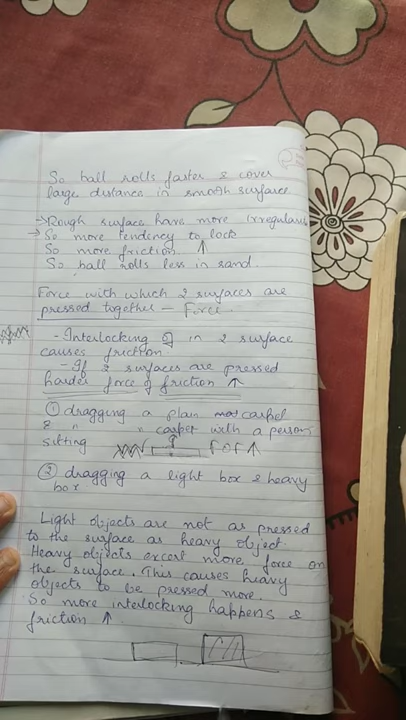 So ball rolls faster & cover
large distance in smooth surface
→ Rough surface have more irregulari
→ So more tendency to lock
So more friction ↑
So ball rolls less in sand.
Force with which 2 surfaces are
pressed together - Force
- Interlocking of in 2 surface
causes friction
- If 2 surfaces are pressed
harder force of friction ↑
① dragging a plain carpet
& " " carpet with a person
sitting FOF ↑
② dragging a light box & heavy
box
Light objects are not as pressed
to the surface as heavy object.
Heavy objects excert more force on
the surface. This causes heavy
objects to be pressed more.
So more interlocking happens &
friction ↑